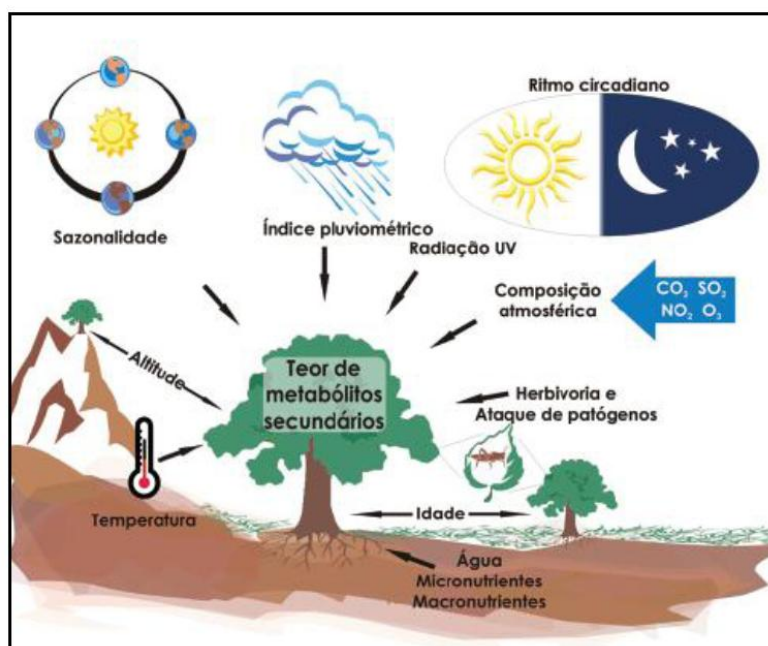 Ritmo circadiano
Sazonalidade
Índice pluviométrico
Radiação UV
Composição
atmosférica
CO₂ SO₂
NO₂ O₃
Altitude
Teor de
metabólitos
secundários
Herbivoria e
Ataque de patógenos
Temperatura
Idade
Água
Micronutrientes
Macronutrientes